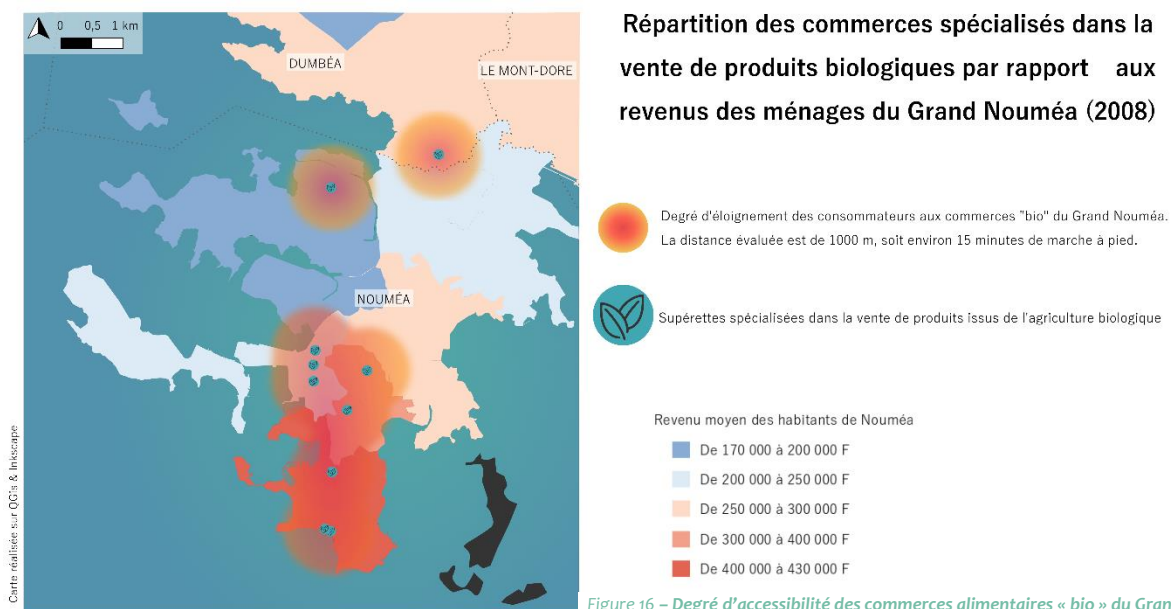 Répartition des commerces spécialisés dans la
vente de produits biologiques par rapport aux
revenus des ménages du Grand Nouméa (2008)
0 0,5 1 km
DUMBÉA
LE MONT-DORE
NOUMÉA
Degré d'éloignement des consommateurs aux commerces "bio" du Grand Nouméa.
La distance évaluée est de 1000 m, soit environ 15 minutes de marche à pied.
Supérettes spécialisées dans la vente de produits issus de l'agriculture biologique
Revenu moyen des habitants de Nouméa
De 170 000 à 200 000 F
De 200 000 à 250 000 F
De 250 000 à 300 000 F
De 300 000 à 400 000 F
De 400 000 à 430 000 F
Carte réalisée sur QGis & Inkscape
Figure 16 – Degré d'accessibilité des commerces alimentaires « bio » du Gran